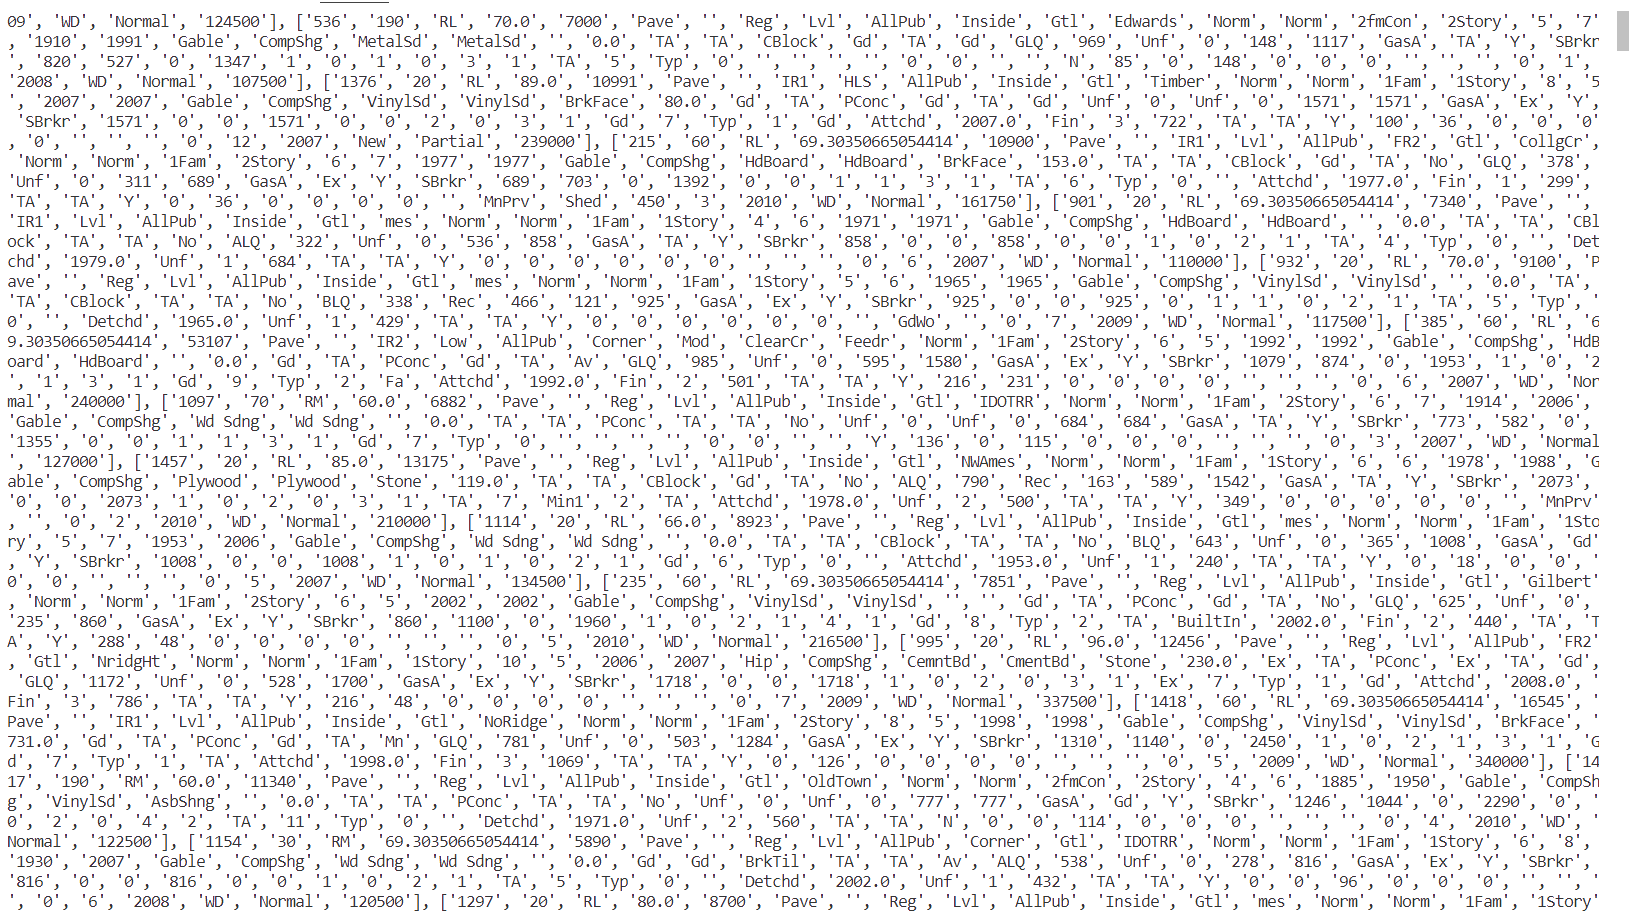 09', 'WD', 'Normal', '124500'], ['536', '190', 'RL', '70.0', '7000', 'Pave', '', 'Reg', 'Lvl', 'AllPub', 'Inside', 'Gtl', 'Edwards', 'Norm', 'Norm', '2fmCon', '2Story', '5', '7'
, '1910', '1991', 'Gable', 'CompShg', 'MetalSd', 'MetalSd', '', '0.0', 'TA', 'TA', 'CBlock', 'Gd', 'TA', 'Gd', 'GLQ', '969', 'Unf', '0', '148', '1117', 'GasA', 'TA', 'Y', 'SBrkr'
, '820', '527', '0', '1347', '1', '0', '1', '0', '3', '1', 'TA', '5', 'Typ', '0', '', '', '', '', '0', '0', '', '', 'N', '85', '0', '148', '0', '0', '0', '', '', '', '0', '1',
'2008', 'WD', 'Normal', '107500'], ['1376', '20', 'RL', '89.0', '10991', 'Pave', '', 'IR1', 'HLS', 'AllPub', 'Inside', 'Gtl', 'Timber', 'Norm', 'Norm', '1Fam', '1Story', '8', '5
', '2007', '2007', 'Gable', 'CompShg', 'VinylSd', 'VinylSd', 'BrkFace', '80.0', 'Gd', 'TA', 'PConc', 'Gd', 'TA', 'Gd', 'Unf', '0', 'Unf', '0', '1571', '1571', 'GasA', 'Ex', 'Y',
'SBrkr', '1571', '0', '0', '1571', '0', '0', '2', '0', '3', '1', 'Gd', '7', 'Typ', '1', 'Gd', 'Attchd', '2007.0', 'Fin', '3', '722', 'TA', 'TA', 'Y', '100', '36', '0', '0', '0'
, '0', '', '', '', '0', '12', '2007', 'New', 'Partial', '239000'], ['215', '60', 'RL', '69.30350665054414', '10900', 'Pave', '', 'IR1', 'Lvl', 'AllPub', 'FR2', 'Gtl', 'CollgCr',
'Norm', 'Norm', '1Fam', '2Story', '6', '7', '1977', '1977', 'Gable', 'CompShg', 'HdBoard', 'HdBoard', 'BrkFace', '153.0', 'TA', 'TA', 'CBlock', 'Gd', 'TA', 'No', 'GLQ', '378',
'Unf', '0', '311', '689', 'GasA', 'Ex', 'Y', 'SBrkr', '689', '703', '0', '1392', '0', '0', '1', '1', '3', '1', 'TA', '6', 'Typ', '0', '', 'Attchd', '1977.0', 'Fin', '1', '299',
'TA', 'TA', 'Y', '0', '36', '0', '0', '0', '0', '', 'MnPrv', 'Shed', '450', '3', '2010', 'WD', 'Normal', '161750'], ['901', '20', 'RL', '69.30350665054414', '7340', 'Pave', '',
'IR1', 'Lvl', 'AllPub', 'Inside', 'Gtl', 'mes', 'Norm', 'Norm', '1Fam', '1Story', '4', '6', '1971', '1971', 'Gable', 'CompShg', 'HdBoard', 'HdBoard', '', '0.0', 'TA', 'TA', 'CBl
ock', 'TA', 'TA', 'No', 'ALQ', '322', 'Unf', '0', '536', '858', 'GasA', 'TA', 'Y', 'SBrkr', '858', '0', '0', '858', '0', '0', '1', '0', '2', '1', 'TA', '4', 'Typ', '0', '', 'Det
chd', '1979.0', 'Unf', '1', '684', 'TA', 'TA', 'Y', '0', '0', '0', '0', '0', '0', '', '', '', '0', '6', '2007', 'WD', 'Normal', '110000'], ['932', '20', 'RL', '70.0', '9100', 'P
ave', '', 'Reg', 'Lvl', 'AllPub', 'Inside', 'Gtl', 'mes', 'Norm', 'Norm', '1Fam', '1Story', '5', '6', '1965', '1965', 'Gable', 'CompShg', 'VinylSd', 'VinylSd', '', '0.0', 'TA',
'TA', 'CBlock', 'TA', 'TA', 'No', 'BLQ', '338', 'Rec', '466', '121', '925', 'GasA', 'Ex', 'Y', 'SBrkr', '925', '0', '0', '925', '0', '1', '1', '0', '2', '1', 'TA', '5', 'Typ', '
0', '', 'Detchd', '1965.0', 'Unf', '1', '429', 'TA', 'TA', 'Y', '0', '0', '0', '0', '0', '0', '', 'GdWo', '', '0', '7', '2009', 'WD', 'Normal', '117500'], ['385', '60', 'RL', '6
9.30350665054414', '53107', 'Pave', '', 'IR2', 'Low', 'AllPub', 'Corner', 'Mod', 'ClearCr', 'Feedr', 'Norm', '1Fam', '2Story', '6', '5', '1992', '1992', 'Gable', 'CompShg', 'HdB
oard', 'HdBoard', '', '0.0', 'Gd', 'TA', 'PConc', 'Gd', 'TA', 'Av', 'GLQ', '985', 'Unf', '0', '595', '1580', 'GasA', 'Ex', 'Y', 'SBrkr', '1079', '874', '0', '1953', '1', '0', '2
', '1', '3', '1', 'Gd', '9', 'Typ', '2', 'Fa', 'Attchd', '1992.0', 'Fin', '2', '501', 'TA', 'TA', 'Y', '216', '231', '0', '0', '0', '0', '', '', '', '0', '6', '2007', 'WD', 'Nor
mal', '240000'], ['1097', '70', 'RM', '60.0', '6882', 'Pave', '', 'Reg', 'Lvl', 'AllPub', 'Inside', 'Gtl', 'IDOTRR', 'Norm', 'Norm', '1Fam', '2Story', '6', '7', '1914', '2006',
'Gable', 'CompShg', 'Wd Sdng', 'Wd Sdng', '', '0.0', 'TA', 'TA', 'PConc', 'TA', 'TA', 'No', 'Unf', '0', 'Unf', '0', '684', '684', 'GasA', 'TA', 'Y', 'SBrkr', '773', '582', '0',
'1355', '0', '0', '1', '1', '3', '1', 'Gd', '7', 'Typ', '0', '', '', '', '', '0', '0', '', '', 'Y', '136', '0', '115', '0', '0', '0', '', '', '', '0', '3', '2007', 'WD', 'Normal
', '127000'], ['1457', '20', 'RL', '85.0', '13175', 'Pave', '', 'Reg', 'Lvl', 'AllPub', 'Inside', 'Gtl', 'NWAmes', 'Norm', 'Norm', '1Fam', '1Story', '6', '6', '1978', '1988', 'G
able', 'CompShg', 'Plywood', 'Plywood', 'Stone', '119.0', 'TA', 'TA', 'CBlock', 'Gd', 'TA', 'No', 'ALQ', '790', 'Rec', '163', '589', '1542', 'GasA', 'TA', 'Y', 'SBrkr', '2073',
'0', '0', '2073', '1', '0', '2', '0', '3', '1', 'TA', '7', 'Min1', '2', 'TA', 'Attchd', '1978.0', 'Unf', '2', '500', 'TA', 'TA', 'Y', '349', '0', '0', '0', '0', '0', '', 'MnPrv'
, '', '0', '2', '2010', 'WD', 'Normal', '210000'], ['1114', '20', 'RL', '66.0', '8923', 'Pave', '', 'Reg', 'Lvl', 'AllPub', 'Inside', 'Gtl', 'mes', 'Norm', 'Norm', '1Fam', '1Sto
ry', '5', '7', '1953', '2006', 'Gable', 'CompShg', 'Wd Sdng', 'Wd Sdng', '', '0.0', 'TA', 'TA', 'CBlock', 'TA', 'TA', 'No', 'BLQ', '643', 'Unf', '0', '365', '1008', 'GasA', 'Gd'
, 'Y', 'SBrkr', '1008', '0', '0', '1008', '1', '0', '1', '0', '2', '1', 'Gd', '6', 'Typ', '0', '', 'Attchd', '1953.0', 'Unf', '1', '240', 'TA', 'TA', 'Y', '0', '18', '0', '0', '
0', '0', '', '', '', '0', '5', '2007', 'WD', 'Normal', '134500'], ['235', '60', 'RL', '69.30350665054414', '7851', 'Pave', '', 'Reg', 'Lvl', 'AllPub', 'Inside', 'Gtl', 'Gilbert'
, 'Norm', 'Norm', '1Fam', '2Story', '6', '5', '2002', '2002', 'Gable', 'CompShg', 'VinylSd', 'VinylSd', '', '', 'Gd', 'TA', 'PConc', 'Gd', 'TA', 'No', 'GLQ', '625', 'Unf', '0', '
235', '860', 'GasA', 'Ex', 'Y', 'SBrkr', '860', '1100', '0', '1960', '1', '0', '2', '1', '4', '1', 'Gd', '8', 'Typ', '2', 'TA', 'BuiltIn', '2002.0', 'Fin', '2', '440', 'TA', 'T
A', 'Y', '288', '48', '0', '0', '0', '0', '', '', '', '0', '5', '2010', 'WD', 'Normal', '216500'], ['995', '20', 'RL', '96.0', '12456', 'Pave', '', 'Reg', 'Lvl', 'AllPub', 'FR2'
, 'Gtl', 'NridgHt', 'Norm', 'Norm', '1Fam', '1Story', '10', '5', '2006', '2007', 'Hip', 'CompShg', 'CemntBd', 'CmentBd', 'Stone', '230.0', 'Ex', 'TA', 'PConc', 'Ex', 'TA', 'Gd',
'GLQ', '1172', 'Unf', '0', '528', '1700', 'GasA', 'Ex', 'Y', 'SBrkr', '1718', '0', '0', '1718', '1', '0', '2', '0', '3', '1', 'Ex', '7', 'Typ', '1', 'Gd', 'Attchd', '2008.0', '
Fin', '3', '786', 'TA', 'TA', 'Y', '216', '48', '0', '0', '0', '0', '', '', '', '0', '7', '2009', 'WD', 'Normal', '337500'], ['1418', '60', 'RL', '69.30350665054414', '16545', '
Pave', '', 'IR1', 'Lvl', 'AllPub', 'Inside', 'Gtl', 'NoRidge', 'Norm', 'Norm', '1Fam', '2Story', '8', '5', '1998', '1998', 'Gable', 'CompShg', 'VinylSd', 'VinylSd', 'BrkFace', '
731.0', 'Gd', 'TA', 'PConc', 'Gd', 'TA', 'Mn', 'GLQ', '781', 'Unf', '0', '503', '1284', 'GasA', 'Ex', 'Y', 'SBrkr', '1310', '1140', '0', '2450', '1', '0', '2', '1', '3', '1', 'G
d', '7', 'Typ', '1', 'TA', 'Attchd', '1998.0', 'Fin', '3', '1069', 'TA', 'TA', 'Y', '0', '126', '0', '0', '0', '0', '', '', '', '0', '5', '2009', 'WD', 'Normal', '340000'], ['14
17', '190', 'RM', '60.0', '11340', 'Pave', '', 'Reg', 'Lvl', 'AllPub', 'Inside', 'Gtl', 'OldTown', 'Norm', 'Norm', '2fmCon', '2Story', '4', '6', '1885', '1950', 'Gable', 'CompSh
g', 'VinylSd', 'AsbShng', '', '0.0', 'TA', 'TA', 'PConc', 'TA', 'TA', 'No', 'Unf', '0', 'Unf', '0', '777', '777', 'GasA', 'Gd', 'Y', 'SBrkr', '1246', '1044', '0', '2290', '0', '
0', '2', '0', '4', '2', 'TA', '11', 'Typ', '0', '', 'Detchd', '1971.0', 'Unf', '2', '560', 'TA', 'TA', 'N', '0', '0', '114', '0', '0', '0', '', '', '', '0', '4', '2010', 'WD', '
Normal', '122500'], ['1154', '30', 'RM', '69.30350665054414', '5890', 'Pave', '', 'Reg', 'Lvl', 'AllPub', 'Corner', 'Gtl', 'IDOTRR', 'Norm', 'Norm', '1Fam', '1Story', '6', '8',
'1930', '2007', 'Gable', 'CompShg', 'Wd Sdng', 'Wd Sdng', '', '0.0', 'Gd', 'Gd', 'BrkTil', 'TA', 'TA', 'Av', 'ALQ', '538', 'Unf', '0', '278', '816', 'GasA', 'Ex', 'Y', 'SBrkr',
'816', '0', '0', '816', '0', '0', '1', '0', '2', '1', 'TA', '5', 'Typ', '0', '', 'Detchd', '2002.0', 'Unf', '1', '432', 'TA', 'TA', 'Y', '0', '0', '96', '0', '0', '0', '', '', '
', '0', '6', '2008', 'WD', 'Normal', '120500'], ['1297', '20', 'RL', '80.0', '8700', 'Pave', '', 'Reg', 'Lvl', 'AllPub', 'Inside', 'Gtl', 'mes', 'Norm', 'Norm', '1Fam', '1Story'